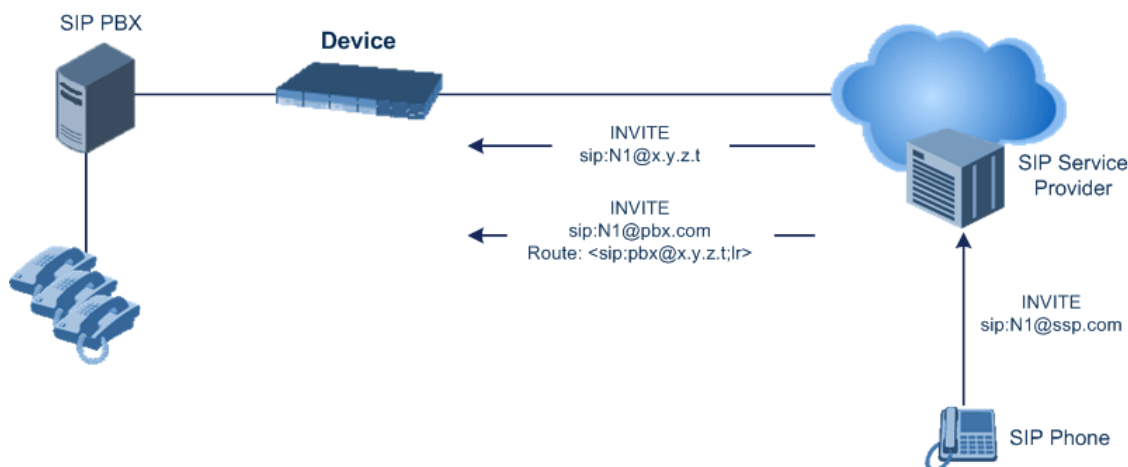 SIP PBX
Device
INVITE
sip:N1@x.y.z.t
SIP Service
Provider
INVITE
sip:N1@pbx.com
Route: <sip:pbx@x.y.z.t;lr>
INVITE
sip:N1@ssp.com
SIP Phone